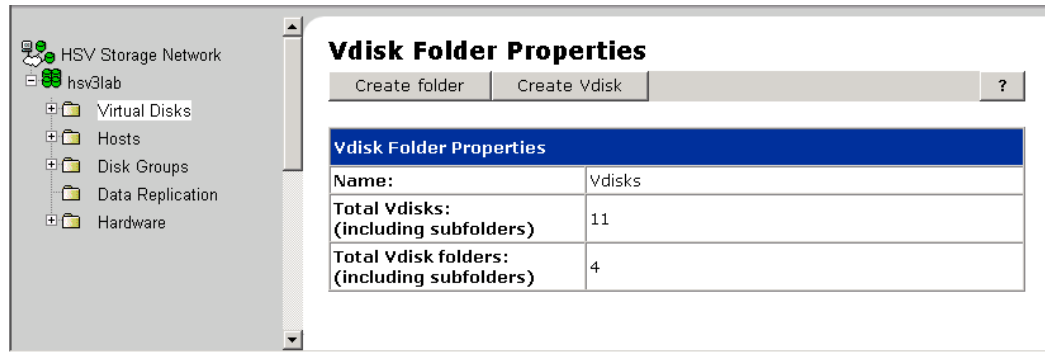 HSV Storage Network
hsv3lab
Virtual Disks
Hosts
Disk Groups
Data Replication
Hardware
Vdisk Folder Properties
Create folder Create Vdisk ?
Vdisk Folder Properties
Name: Vdisks
Total Vdisks:
(including subfolders) 11
Total Vdisk folders:
(including subfolders) 4